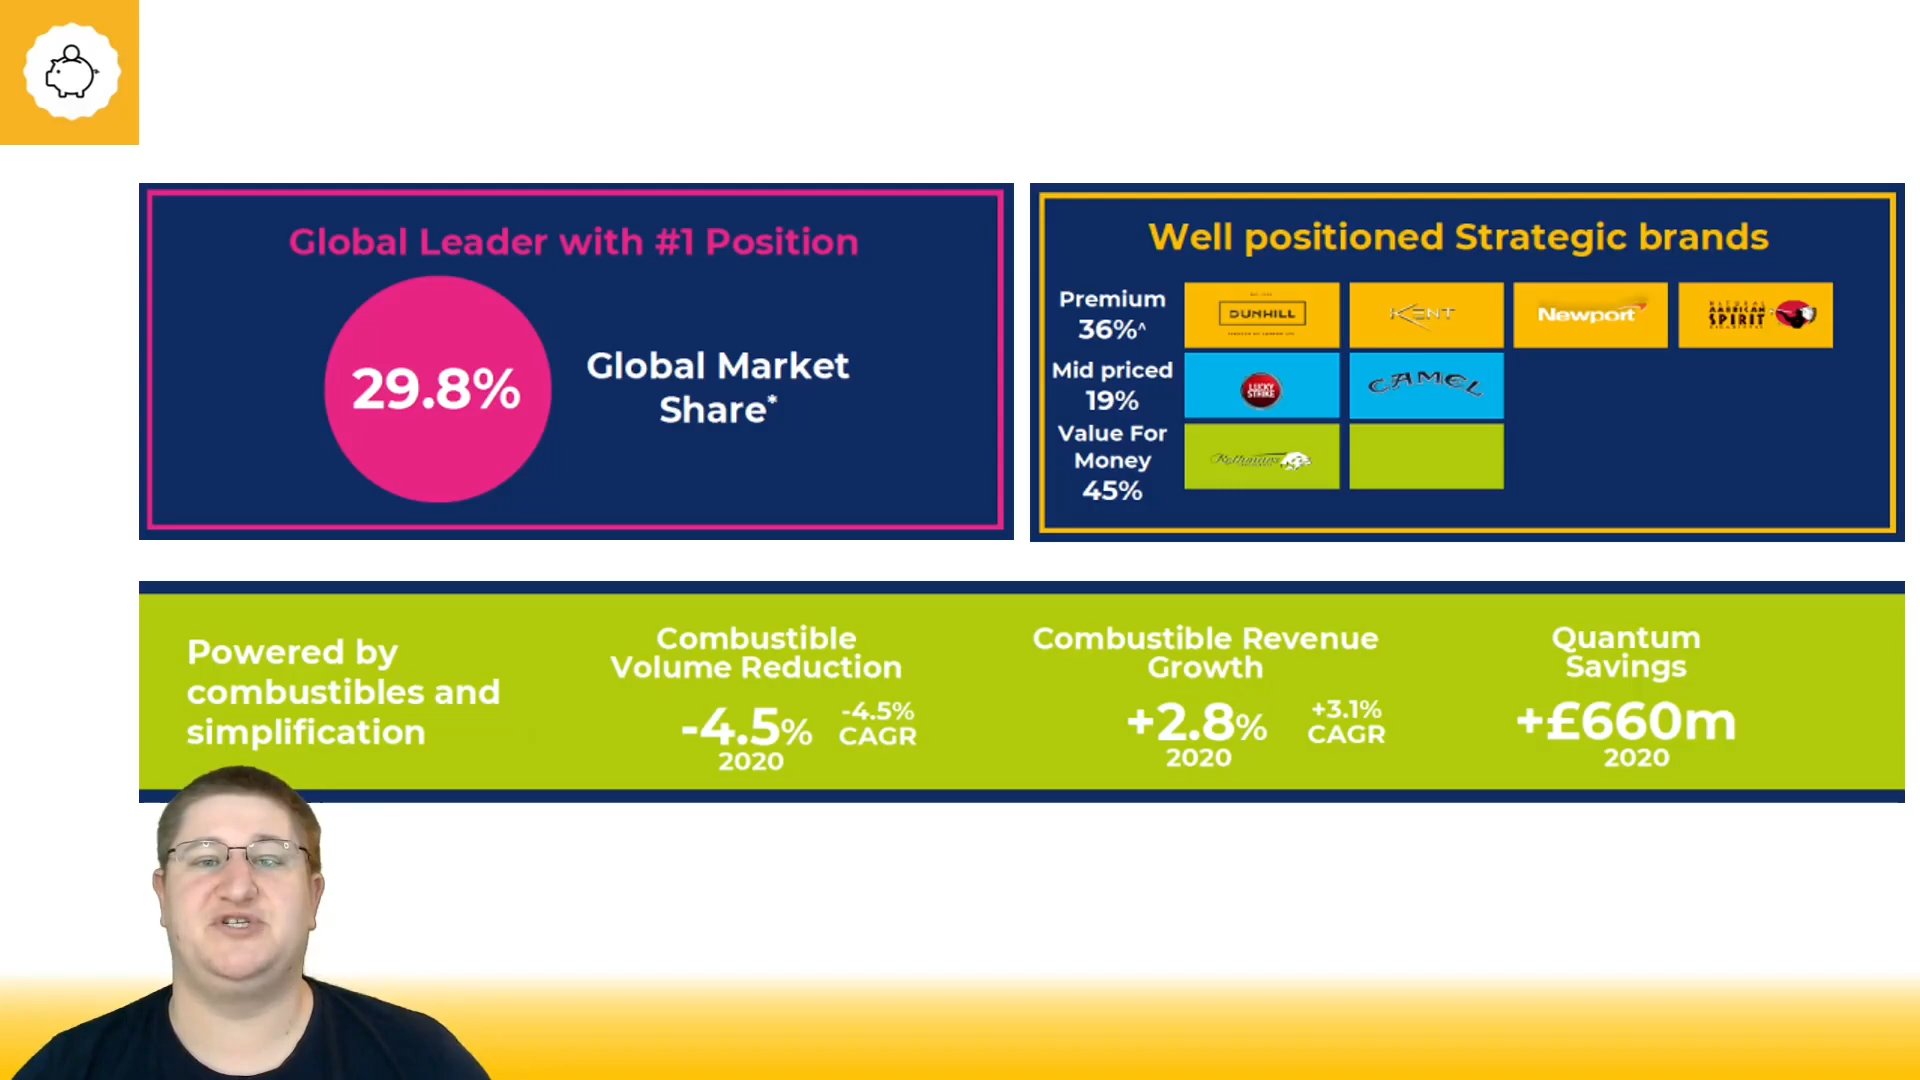 Global Leader with #1 Position
29.8%
Global Market
Share*
Well positioned Strategic brands
Premium
36%^
DUNHILL
KENT
Newport
NATURAL
AMERICAN
SPIRIT
Mid priced
19%
LUCKY
STRIKE
CAMEL
Value For
Money
45%
Rothmans
Powered by
combustibles and
simplification
Combustible
Volume Reduction
-4.5%
2020
-4.5%
CAGR
Combustible Revenue
Growth
+2.8%
2020
+3.1%
CAGR
Quantum
Savings
+£660m
2020